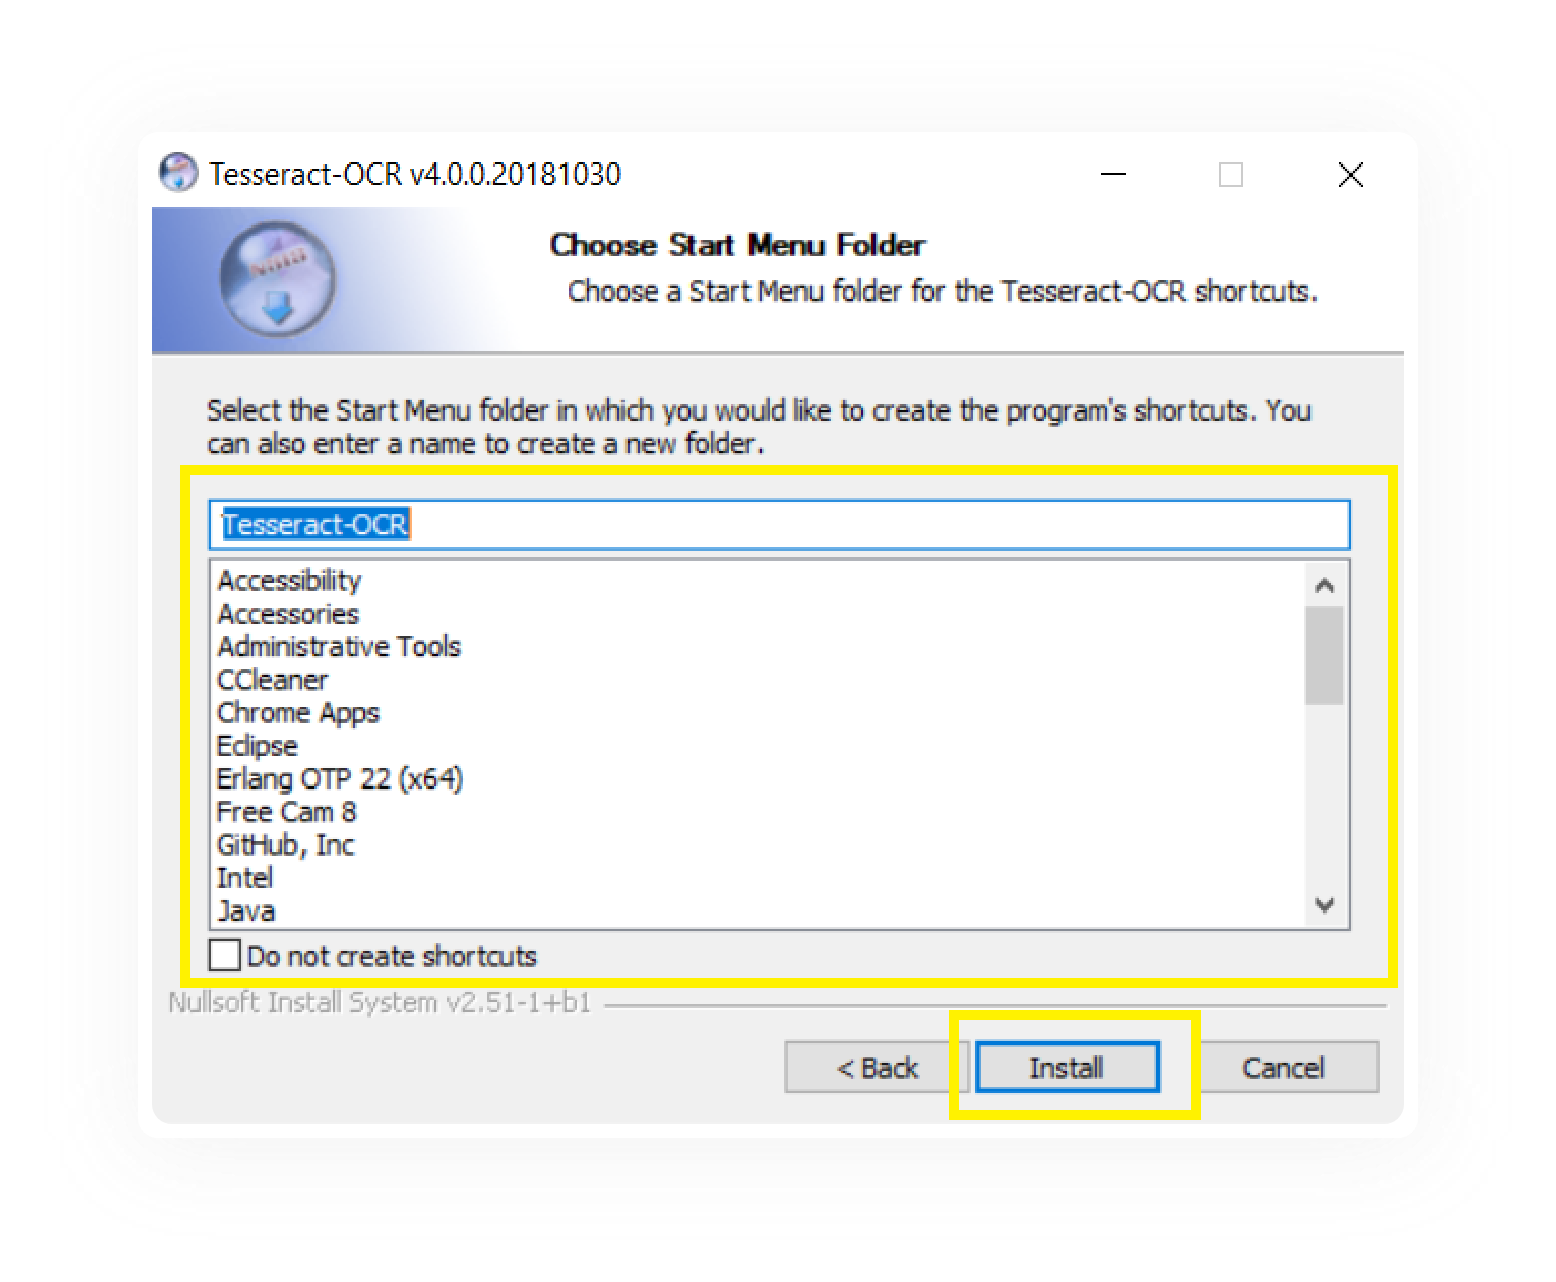 Tesseract-OCR v4.0.0.20181030
Choose Start Menu Folder
Choose a Start Menu folder for the Tesseract-OCR shortcuts.
Select the Start Menu folder in which you would like to create the program's shortcuts. You
can also enter a name to create a new folder.
Tesseract-OCR
Accessibility
Accessories
Administrative Tools
CCleaner
Chrome Apps
Eclipse
Erlang OTP 22 (x64)
Free Cam 8
GitHub, Inc
Intel
Java
Do not create shortcuts
Nullsoft Install System v2.51-1+b1
< Back
Install
Cancel